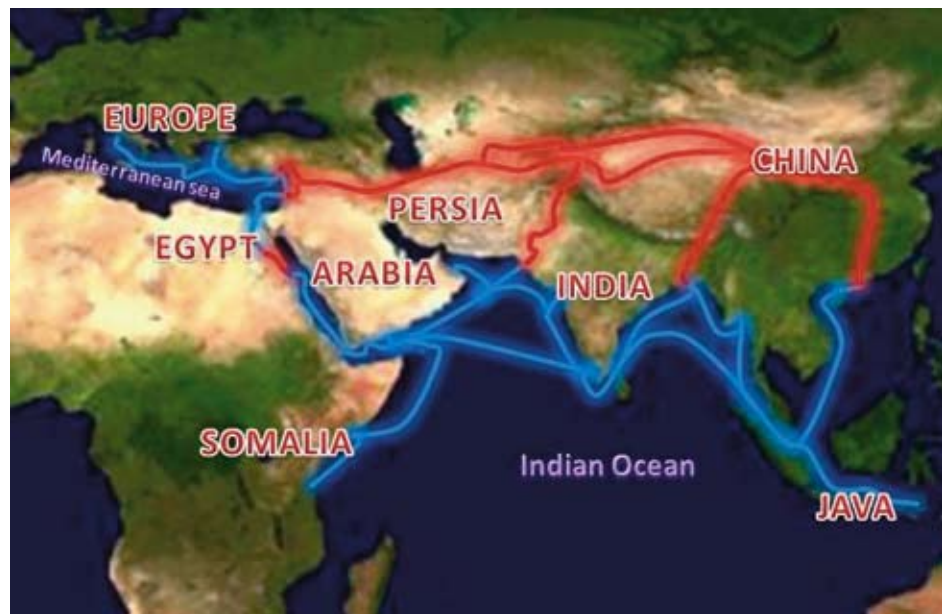 EUROPE
Mediterranean sea
CHINA
PERSIA
EGYPT
ARABIA
INDIA
SOMALIA
Indian Ocean
JAVA